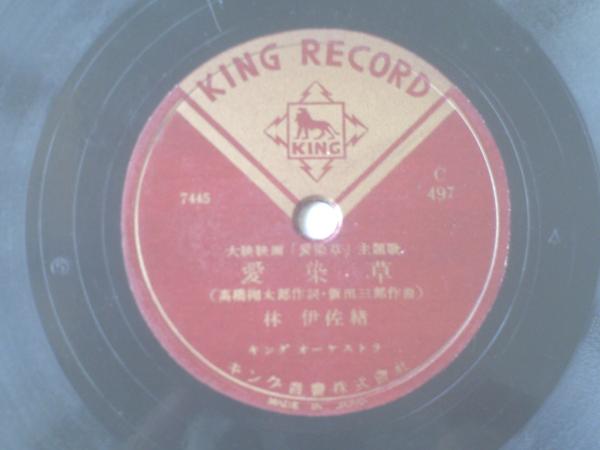 KING RECORD
KING
7445
C
497
大映映画「愛染草」主題歌
愛染草
(高橋掬太郎作詞・飯田三郎作曲)
林 伊佐緒
キングオーケストラ
キング音響株式會社
MADE IN JAPAN